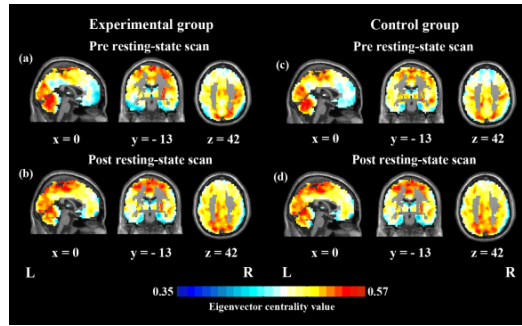 Experimental group
Control group
Pre resting-state scan
Pre resting-state scan
(a)
(c)
x = 0
y = - 13
z = 42
x = 0
y = - 13
z = 42
Post resting-state scan
Post resting-state scan
(b)
(d)
x = 0
y = - 13
z = 42
x = 0
y = - 13
z = 42
L
R
L
R
0.35
0.57
Eigenvector centrality value